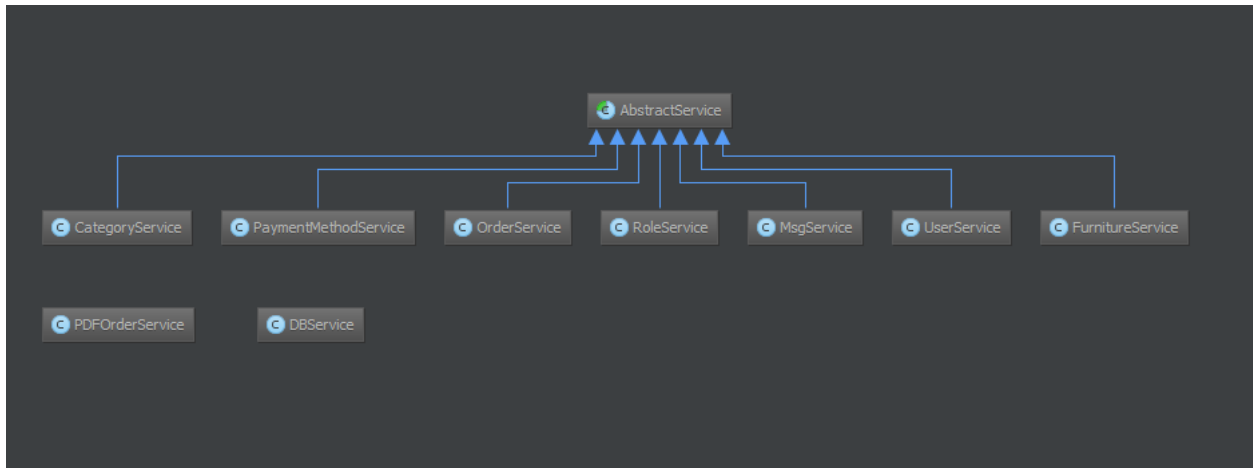 AbstractService
CategoryService PaymentMethodService OrderService RoleService MsgService UserService FurnitureService
PDFOrderService DBService